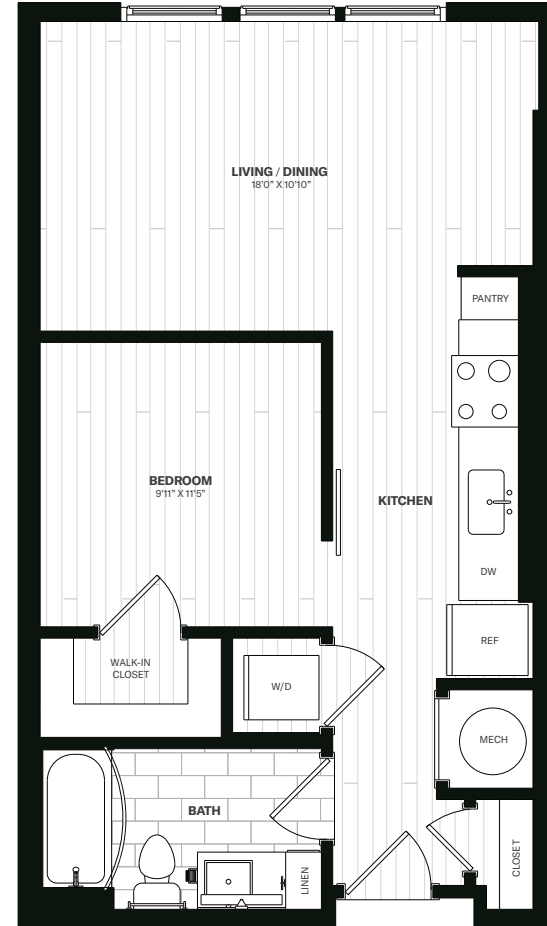 LIVING / DINING
18'0" X 10'10"
PANTRY
BEDROOM
9'11" X 11'5"
KITCHEN
DW
REF
WALK-IN
CLOSET
W/D
MECH
BATH
CLOSET
LINEN